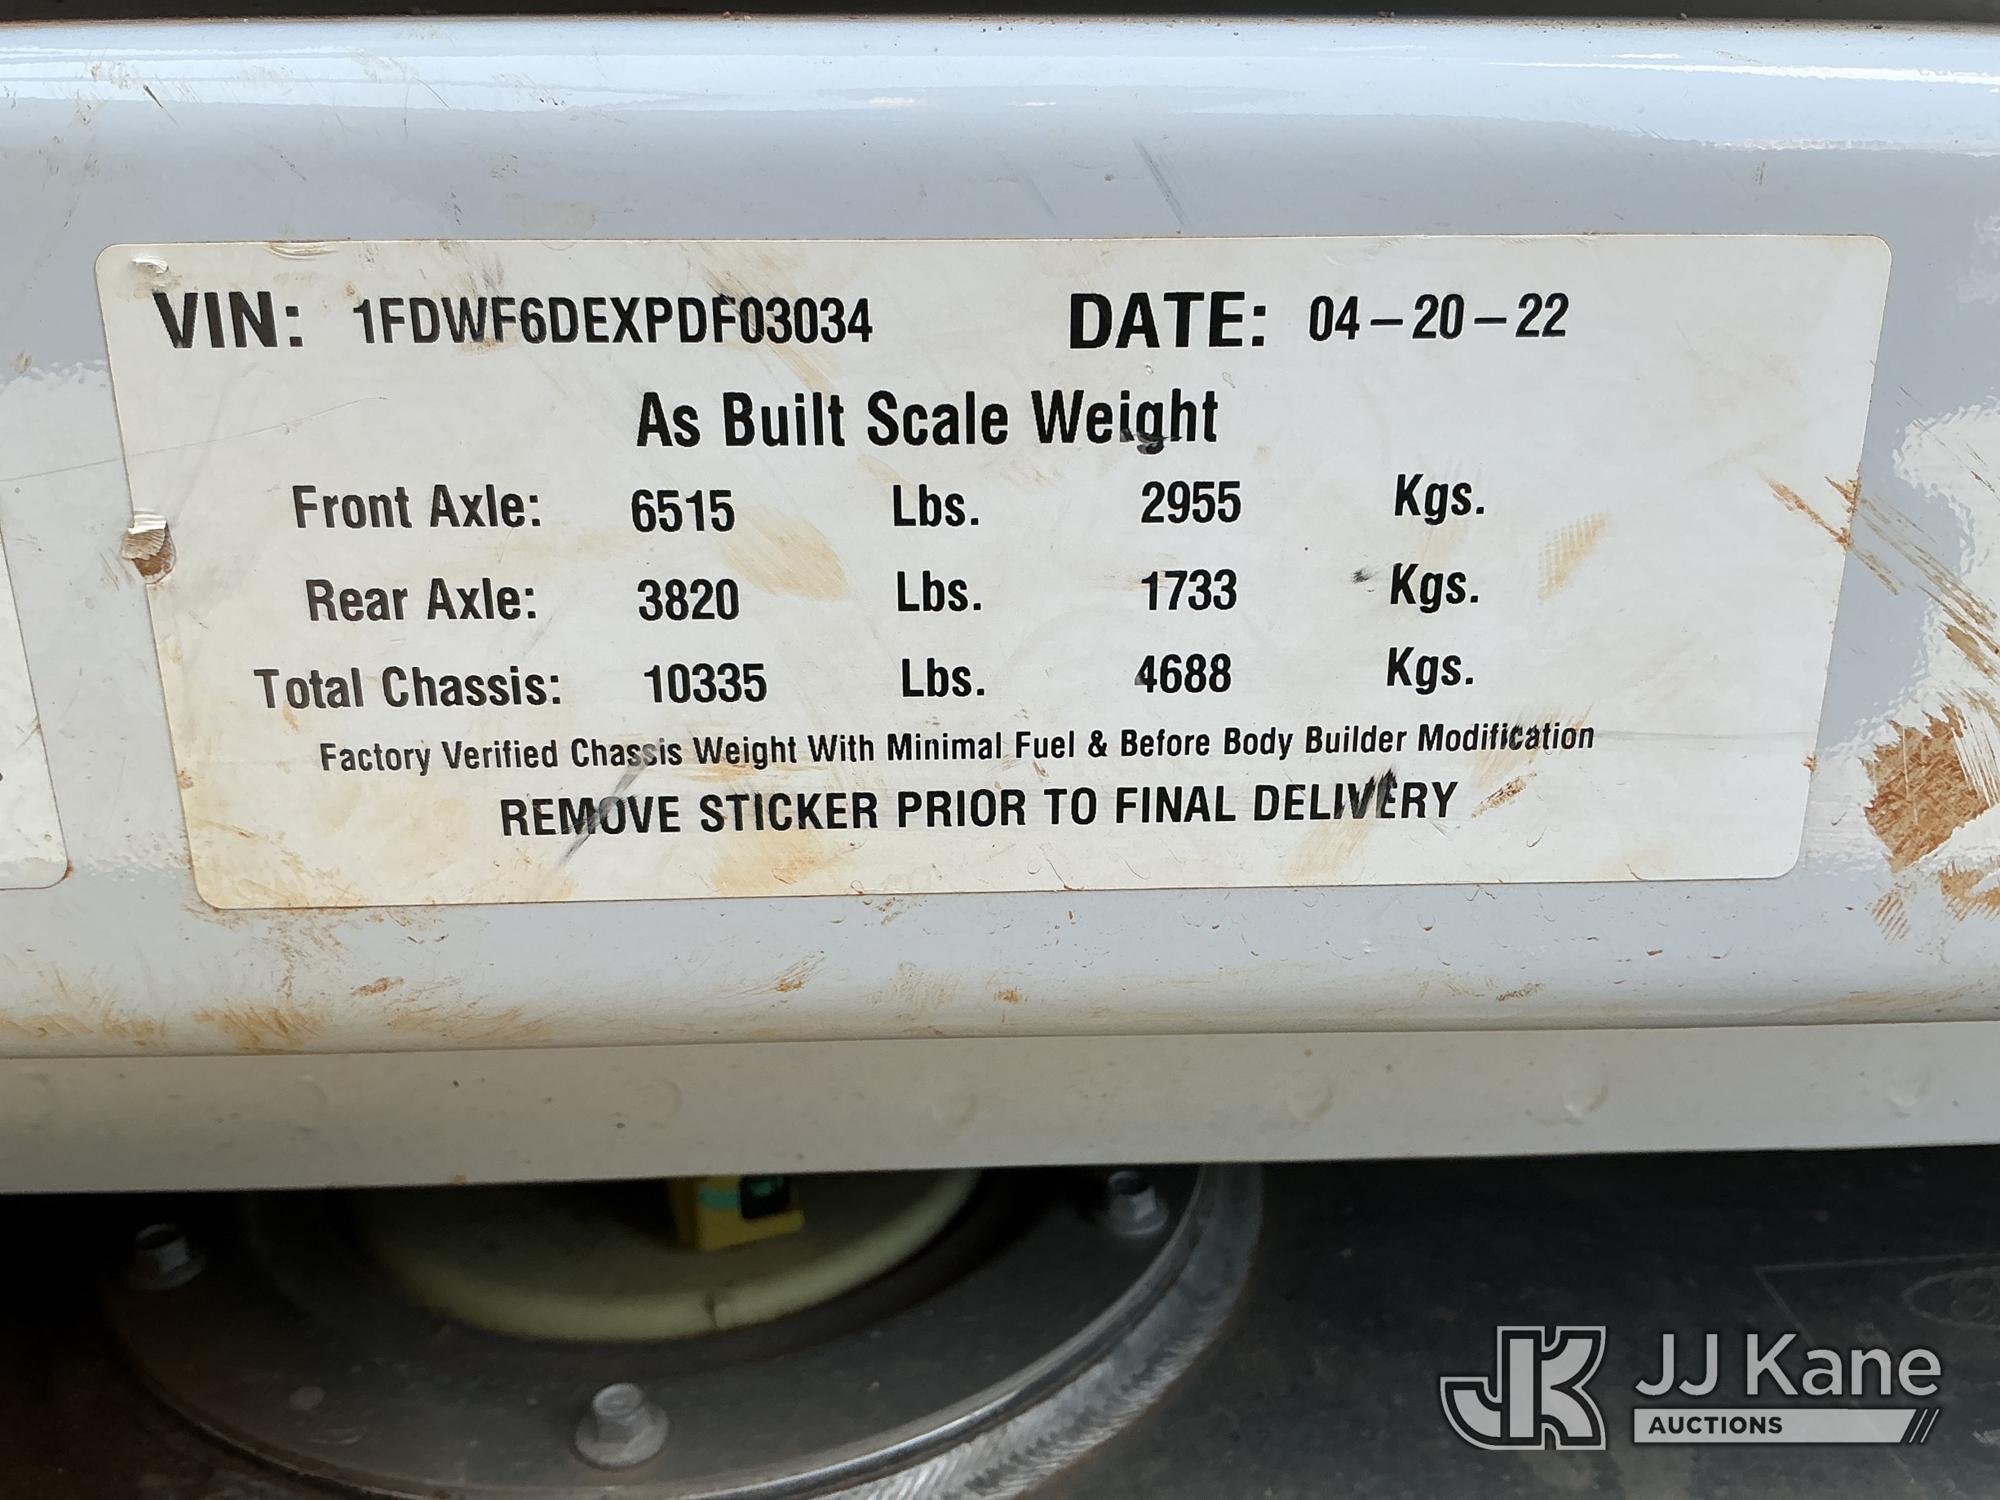 VIN: 1FDWF6DEXPDF03034 DATE: 04-20-22
As Built Scale Weight
Front Axle: 6515 Lbs. 2955 Kgs.
Rear Axle: 3820 Lbs. 1733 Kgs.
Total Chassis: 10335 Lbs. 4688 Kgs.
Factory Verified Chassis Weight With Minimal Fuel & Before Body Builder Modification
REMOVE STICKER PRIOR TO FINAL DELIVERY
JK JJ Kane
AUCTIONS